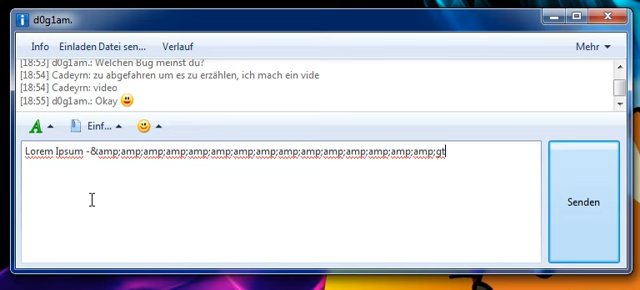 d0g1am.
Info Einladen Datei sen... Verlauf Mehr
[18:53] d0g1am.: Welchen Bug meinst du?
[18:54] Cadeyrn: zu abgefahren um es zu erzählen, ich mach ein vide
[18:54] Cadeyrn: video
[18:55] d0g1am.: Okay
A Einf...
Lorem Ipsum -&amp;amp;amp;amp;amp;amp;amp;amp;amp;amp;amp;amp;amp;amp;amp;gt
Senden